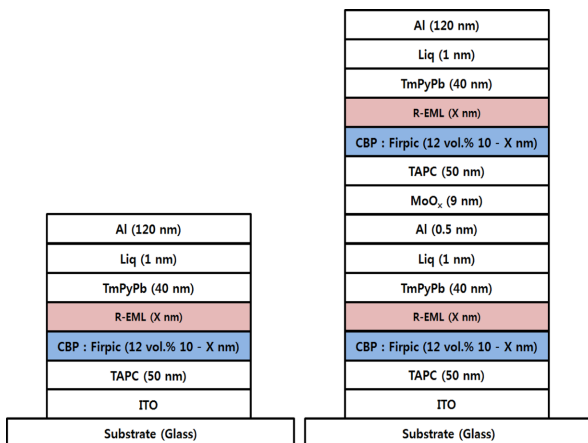 Al (120 nm)
Liq (1 nm)
TmPyPb (40 nm)
R-EML (X nm)
CBP : Firpic (12 vol.% 10 - X nm)
TAPC (50 nm)
ITO
Substrate (Glass)
Al (120 nm)
Liq (1 nm)
TmPyPb (40 nm)
R-EML (X nm)
CBP : Firpic (12 vol.% 10 - X nm)
TAPC (50 nm)
MoOₓ (9 nm)
Al (0.5 nm)
Liq (1 nm)
TmPyPb (40 nm)
R-EML (X nm)
CBP : Firpic (12 vol.% 10 - X nm)
TAPC (50 nm)
ITO
Substrate (Glass)